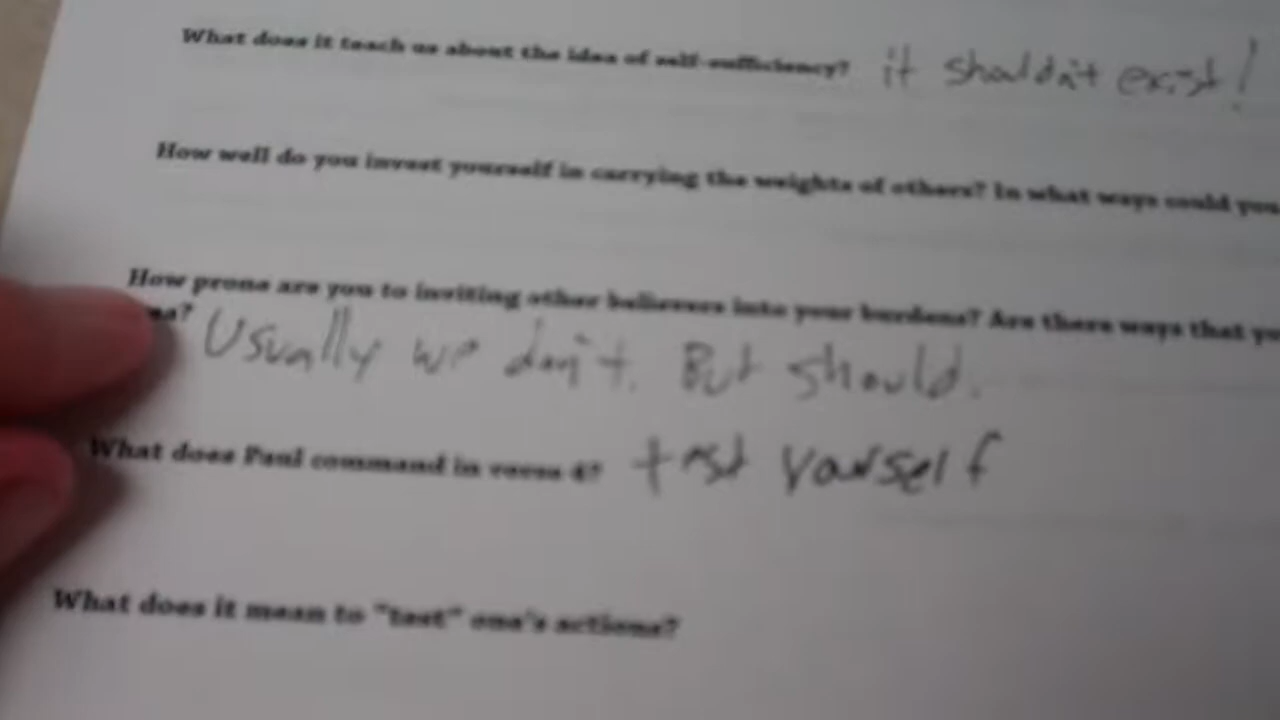 What does it teach us about the idea of self-sufficiency? it shouldn't exist!
How well do you invest yourself in carrying the weights of others? In what ways could you
How prone are you to inviting other believers into your burdens? Are there ways that yo
Usually we don't. But should.
What does Paul command in verse 4? test yourself
What does it mean to "test" one's actions?